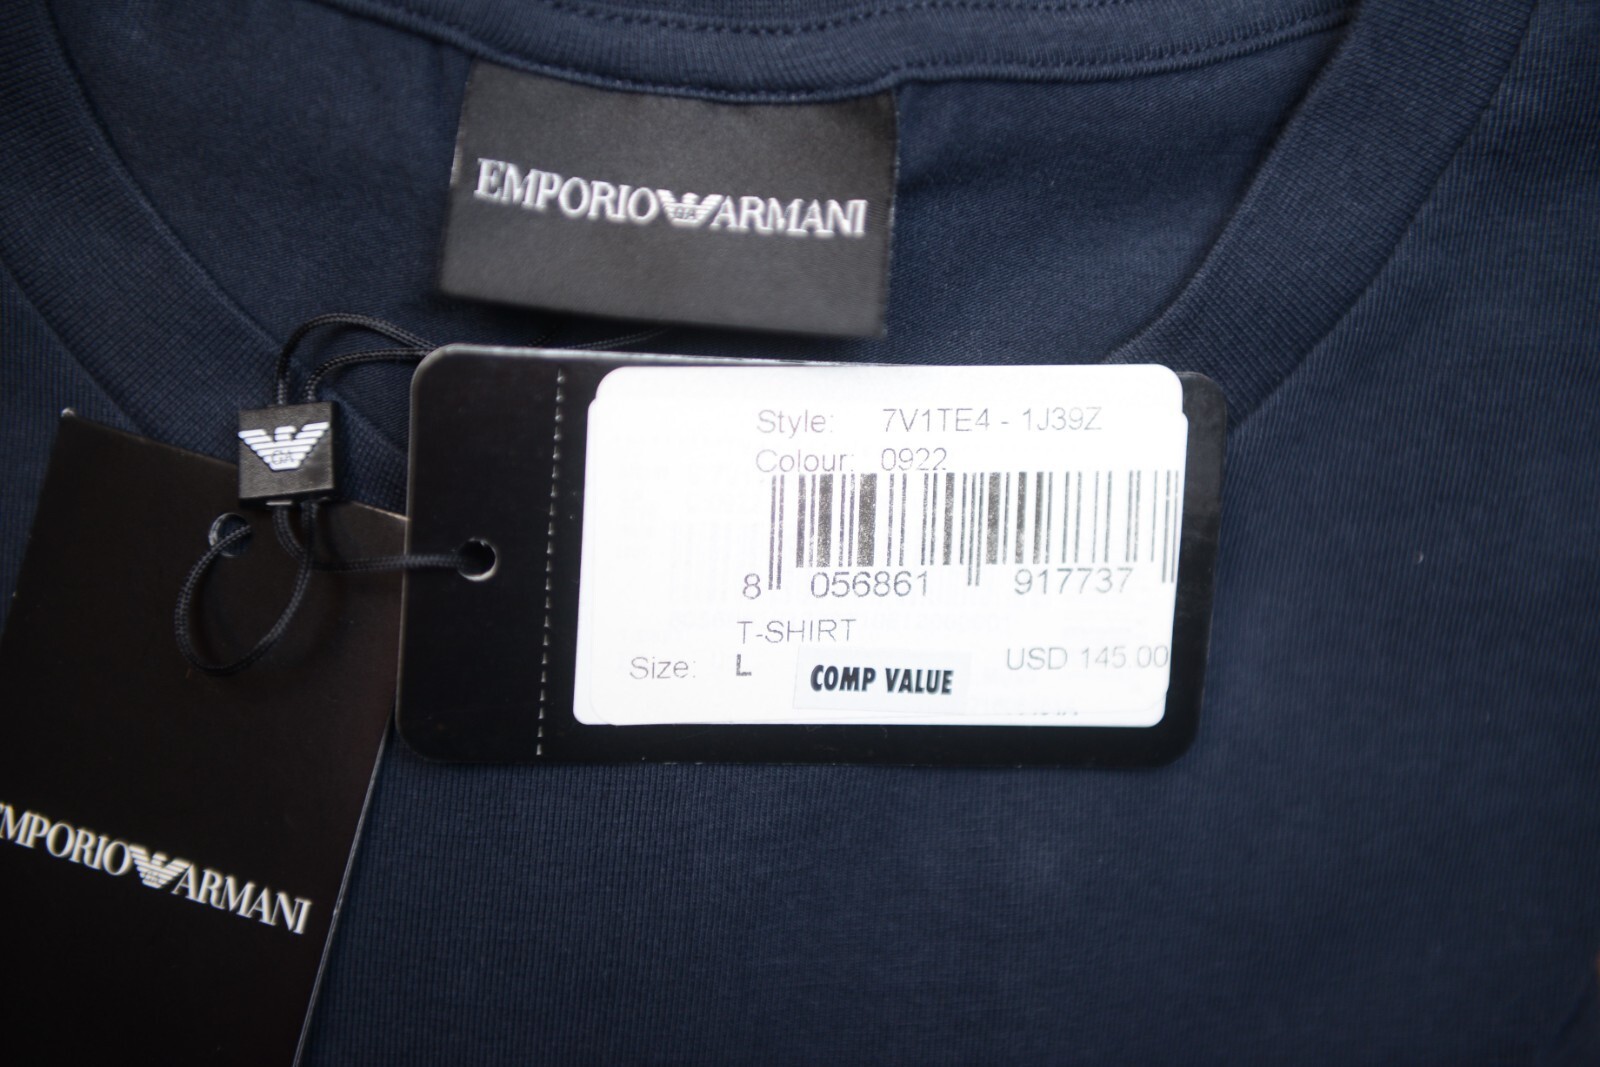 EMPORIO ARMANI
GA
Style: 7V1TE4 - 1J39Z
Colour: 0922
8 056861 917737
T-SHIRT
Size: L
COMP VALUE
USD 145.00
EMPORIO ARMANI